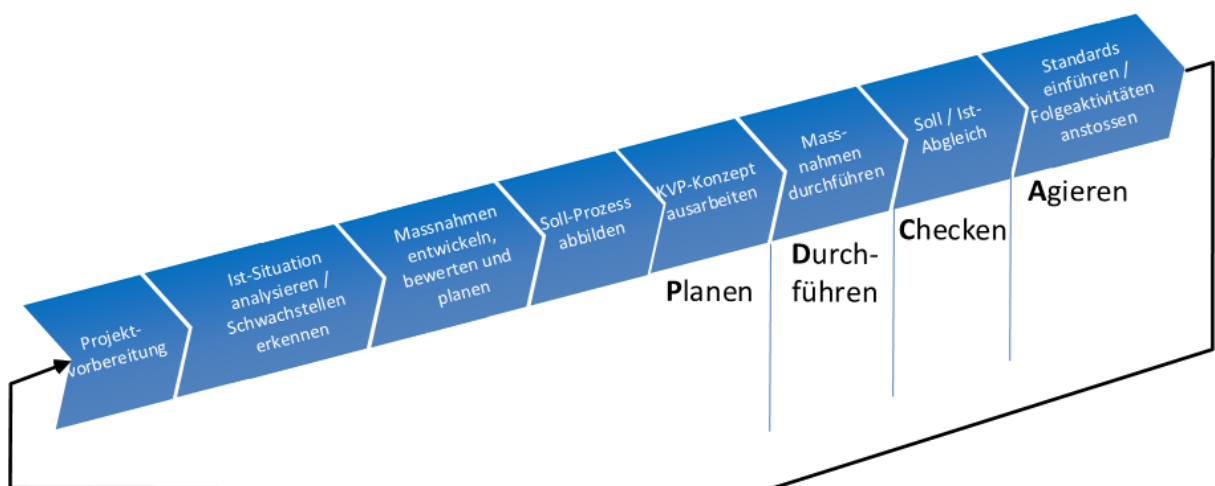 Projekt-
vorbereitung
Ist-Situation
analysieren /
Schwachstellen
erkennen
Massnahmen
entwickeln,
bewerten und
planen
Soll-Prozess
abbilden
KVP-Konzept
ausarbeiten
Mass-
nahmen
durchführen
Soll / Ist-
Abgleich
Standards
einführen /
Folgeaktivitäten
anstossen
Planen
Durch-
führen
Checken
Agieren